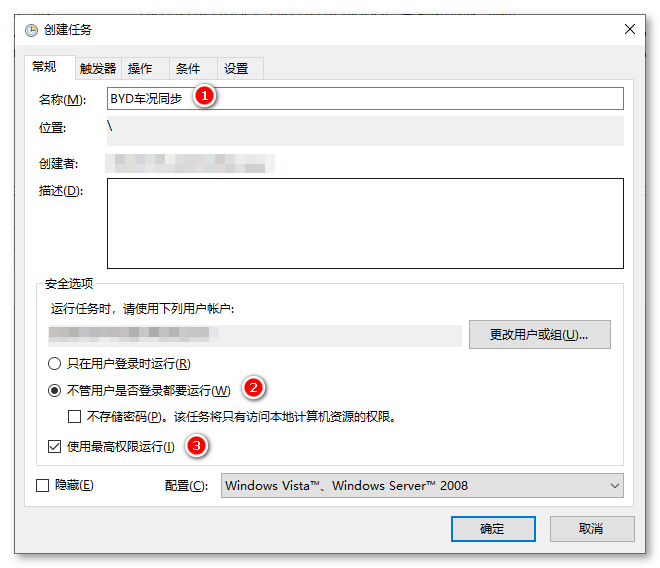 创建任务
常规 触发器 操作 条件 设置
名称(M): BYD车况同步 1
位置: \
创建者:
描述(D):
安全选项
运行任务时，请使用下列用户帐户:
更改用户或组(U)...
只在用户登录时运行(R)
不管用户是否登录都要运行(W) 2
不存储密码(P)。该任务将只有访问本地计算机资源的权限。
使用最高权限运行(I) 3
隐藏(E) 配置(C): Windows Vista™、Windows Server™ 2008
确定 取消